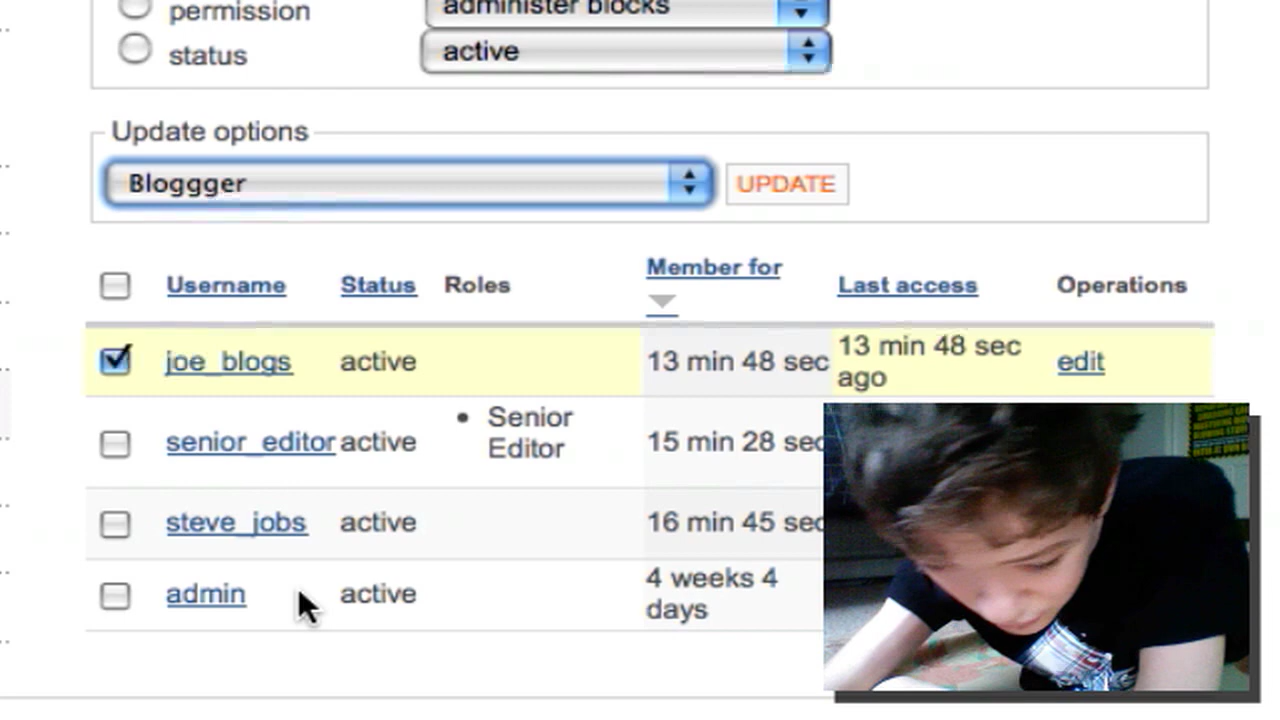 permission administer blocks
status active
Update options
Bloggger UPDATE
Username Status Roles Member for Last access Operations
joe_blogs active 13 min 48 sec 13 min 48 sec ago edit
senior_editor active Senior Editor 15 min 28 sec
steve_jobs active 16 min 45 sec
admin active 4 weeks 4 days